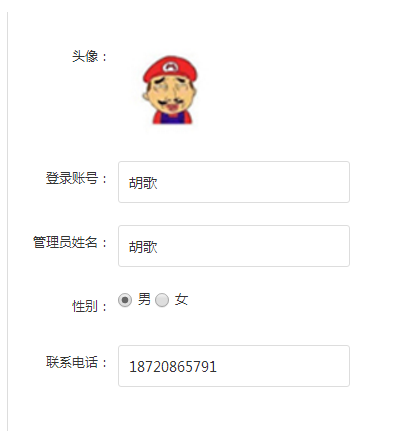 头像：
登录账号： 胡歌
管理员姓名： 胡歌
性别： 男 女
联系电话： 18720865791